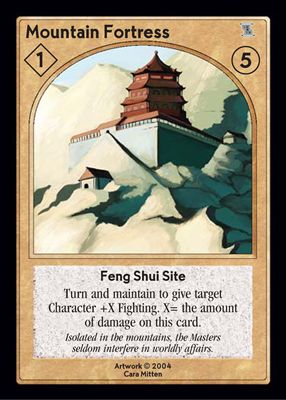 Mountain Fortress
1
5
Feng Shui Site
Turn and maintain to give target
Character +X Fighting. X= the amount
of damage on this card.
Isolated in the mountains, the Masters
seldom interfere in worldly affairs.
Artwork © 2004
Cara Mitten